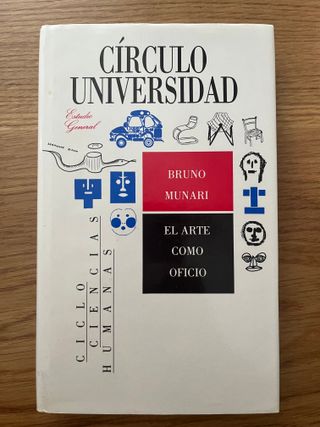 CÍRCULO
UNIVERSIDAD
Estudio
General
BRUNO
MUNARI
EL ARTE
COMO
OFICIO
CICLO
CIENCIAS
HUMANAS